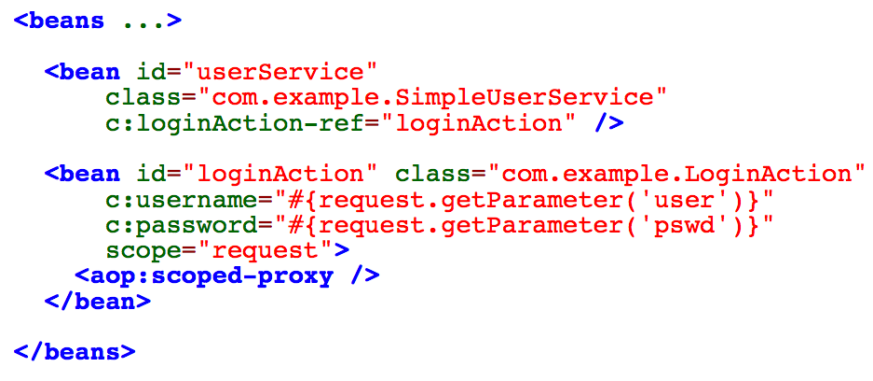 <beans ...>
<bean id="userService"
class="com.example.SimpleUserService"
c:loginAction-ref="loginAction" />
<bean id="loginAction" class="com.example.LoginAction"
c:username="#{request.getParameter('user')}"
c:password="#{request.getParameter('pswd')}"
scope="request">
<aop:scoped-proxy />
</bean>
</beans>